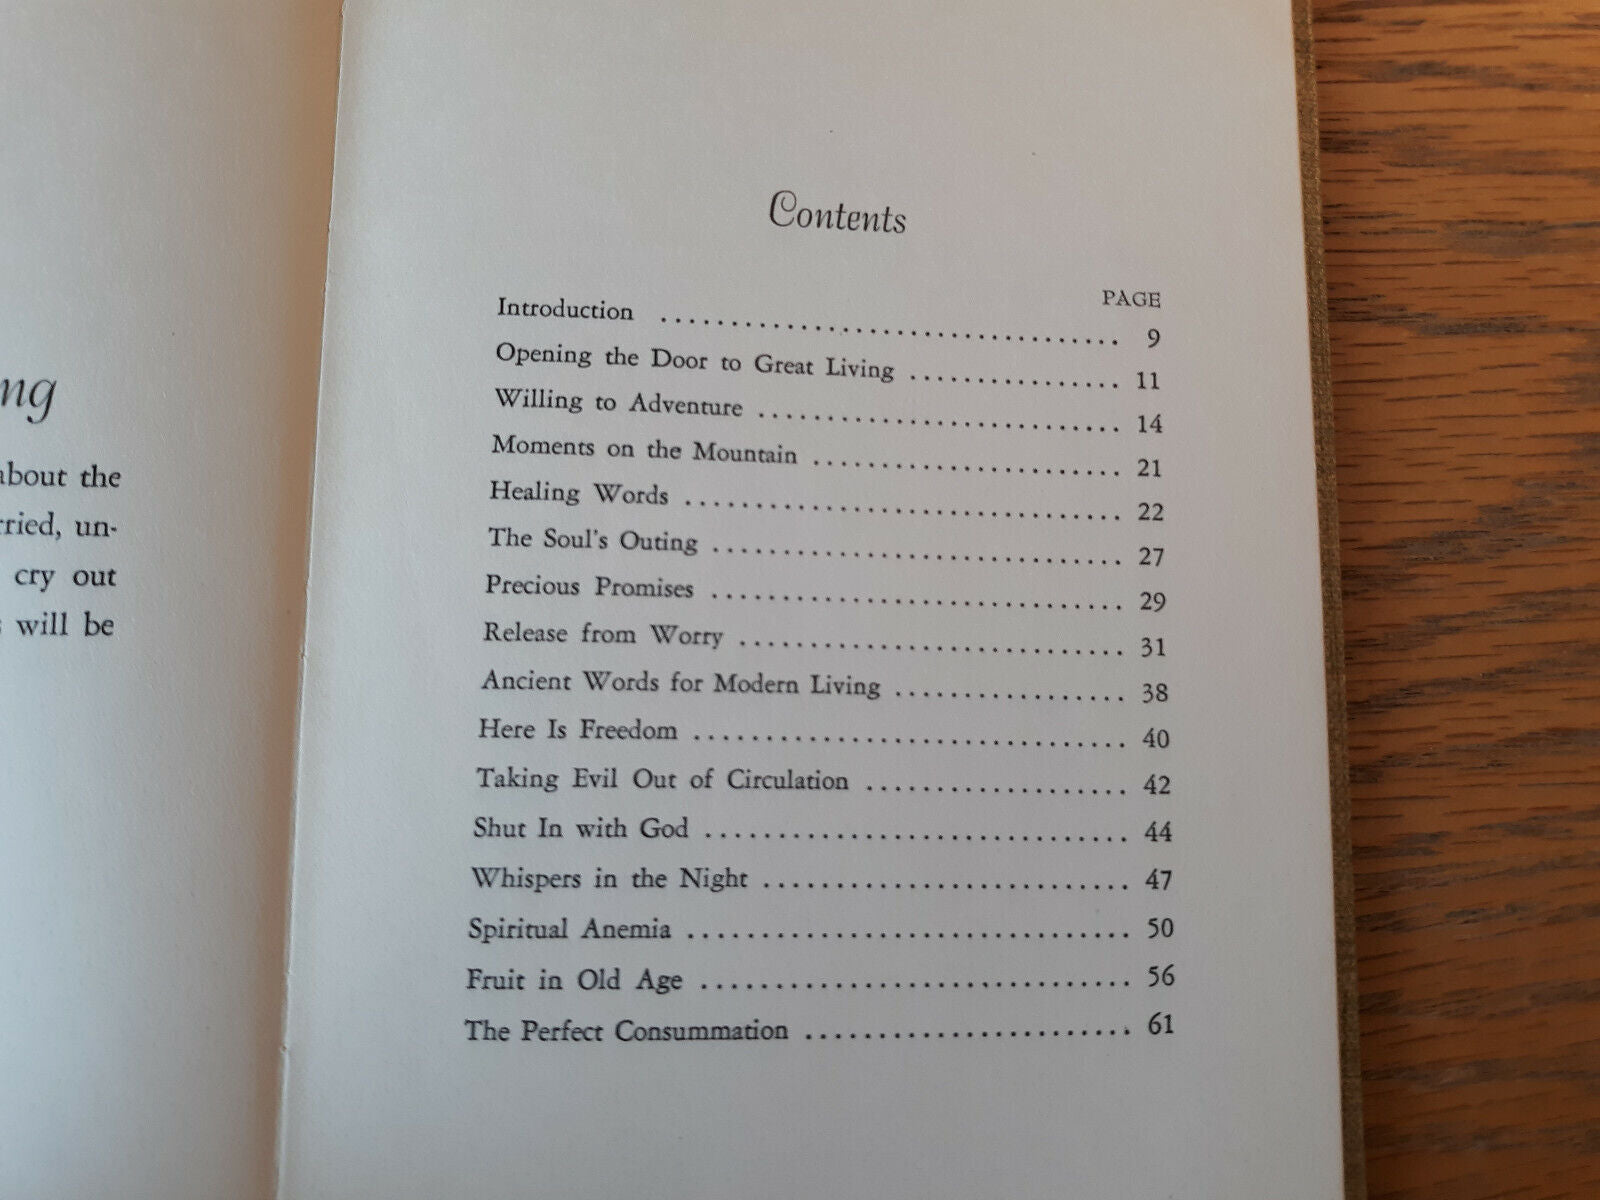 ng
about the
rried, un-
cry out
will be
Contents
PAGE
Introduction ........ 9
Opening the Door to Great Living ........ 11
Willing to Adventure ........ 14
Moments on the Mountain ........ 21
Healing Words ........ 22
The Soul's Outing ........ 27
Precious Promises ........ 29
Release from Worry ........ 31
Ancient Words for Modern Living ........ 38
Here Is Freedom ........ 40
Taking Evil Out of Circulation ........ 42
Shut In with God ........ 44
Whispers in the Night ........ 47
Spiritual Anemia ........ 50
Fruit in Old Age ........ 56
The Perfect Consummation ........ 61